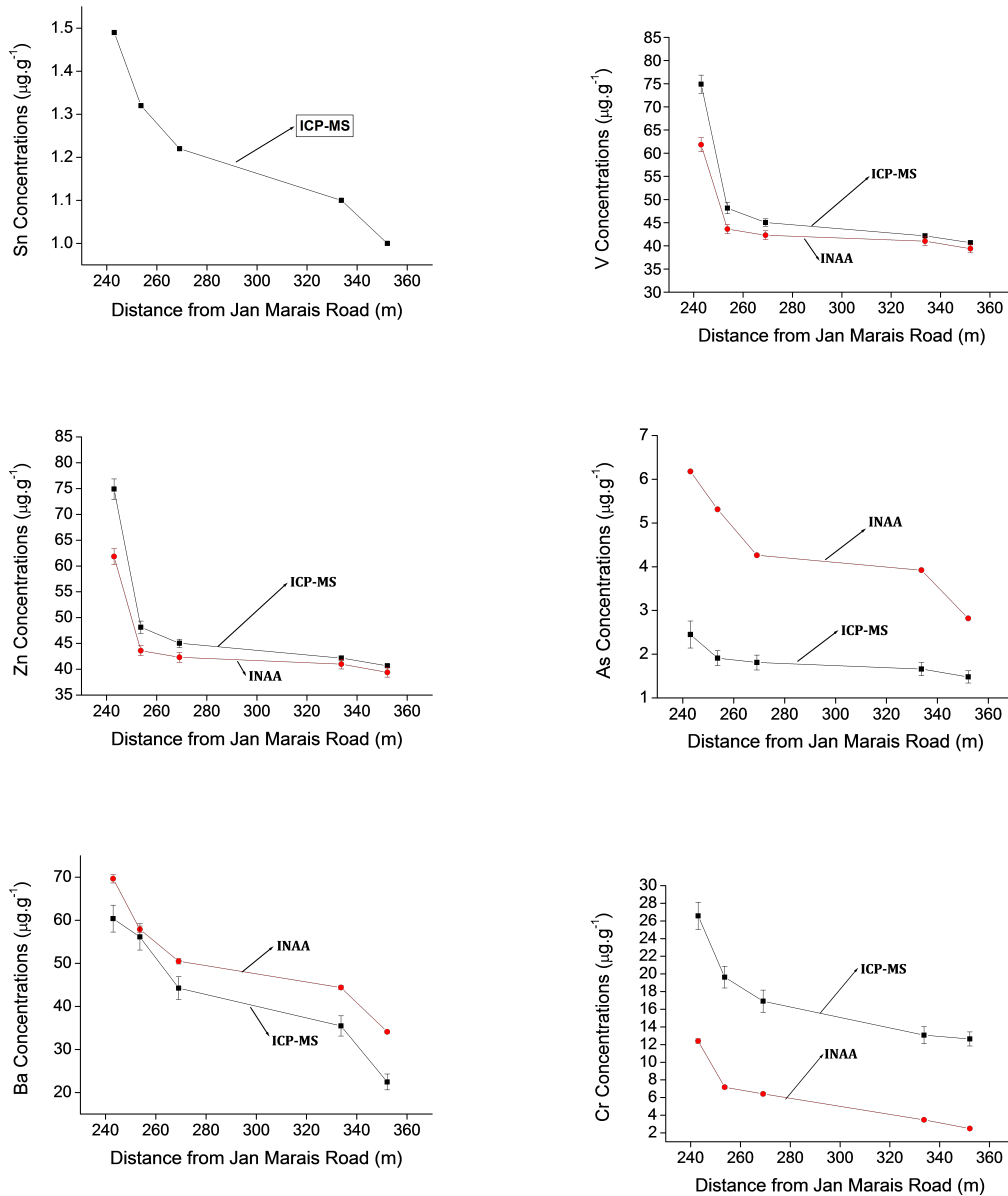 Sn Concentrations (μg.g⁻¹)
1.5
1.4
1.3
1.2
1.1
1.0
ICP-MS
240 260 280 300 320 340 360
Distance from Jan Marais Road (m)
V Concentrations (μg.g⁻¹)
85
80
75
70
65
60
55
50
45
40
35
30
ICP-MS
INAA
240 260 280 300 320 340 360
Distance from Jan Marais Road (m)
Zn Concentrations (μg.g⁻¹)
85
80
75
70
65
60
55
50
45
40
35
ICP-MS
INAA
240 260 280 300 320 340 360
Distance from Jan Marais Road (m)
As Concentrations (μg.g⁻¹)
7
6
5
4
3
2
1
INAA
ICP-MS
240 260 280 300 320 340 360
Distance from Jan Marais Road (m)
Ba Concentrations (μg.g⁻¹)
70
60
50
40
30
20
INAA
ICP-MS
240 260 280 300 320 340 360
Distance from Jan Marais Road (m)
Cr Concentrations (μg.g⁻¹)
30
28
26
24
22
20
18
16
14
12
10
8
6
4
2
ICP-MS
INAA
240 260 280 300 320 340 360
Distance from Jan Marais Road (m)